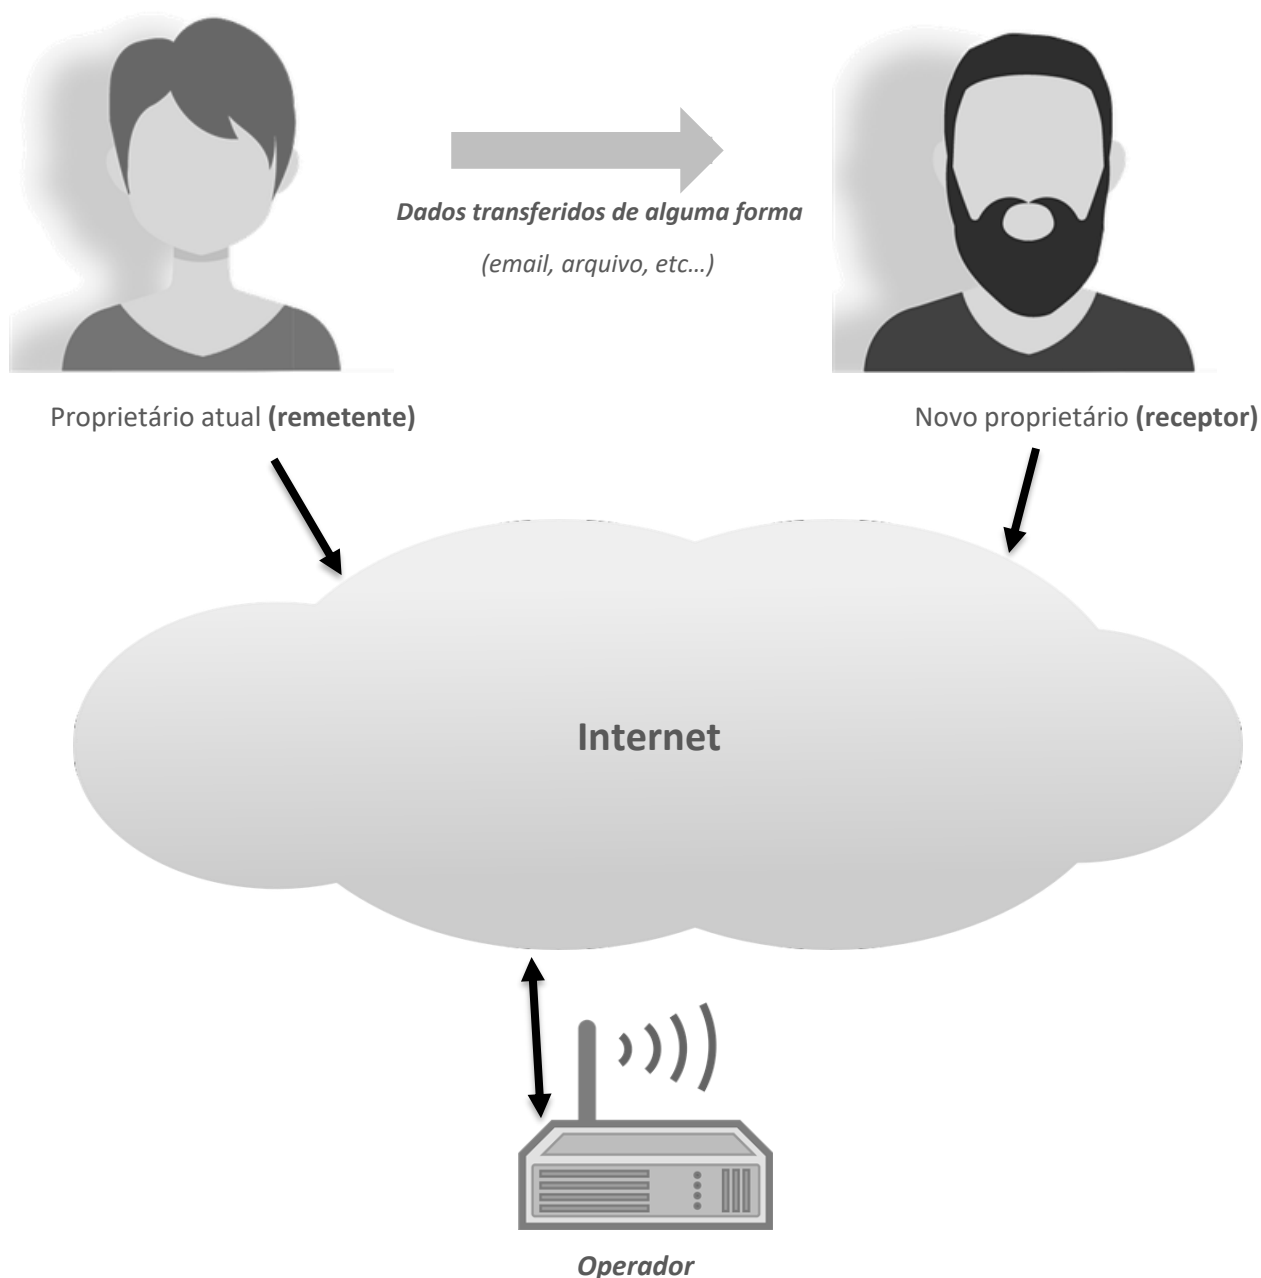 Dados transferidos de alguma forma
(email, arquivo, etc...)
Proprietário atual (remetente)
Novo proprietário (receptor)
Internet
Operador